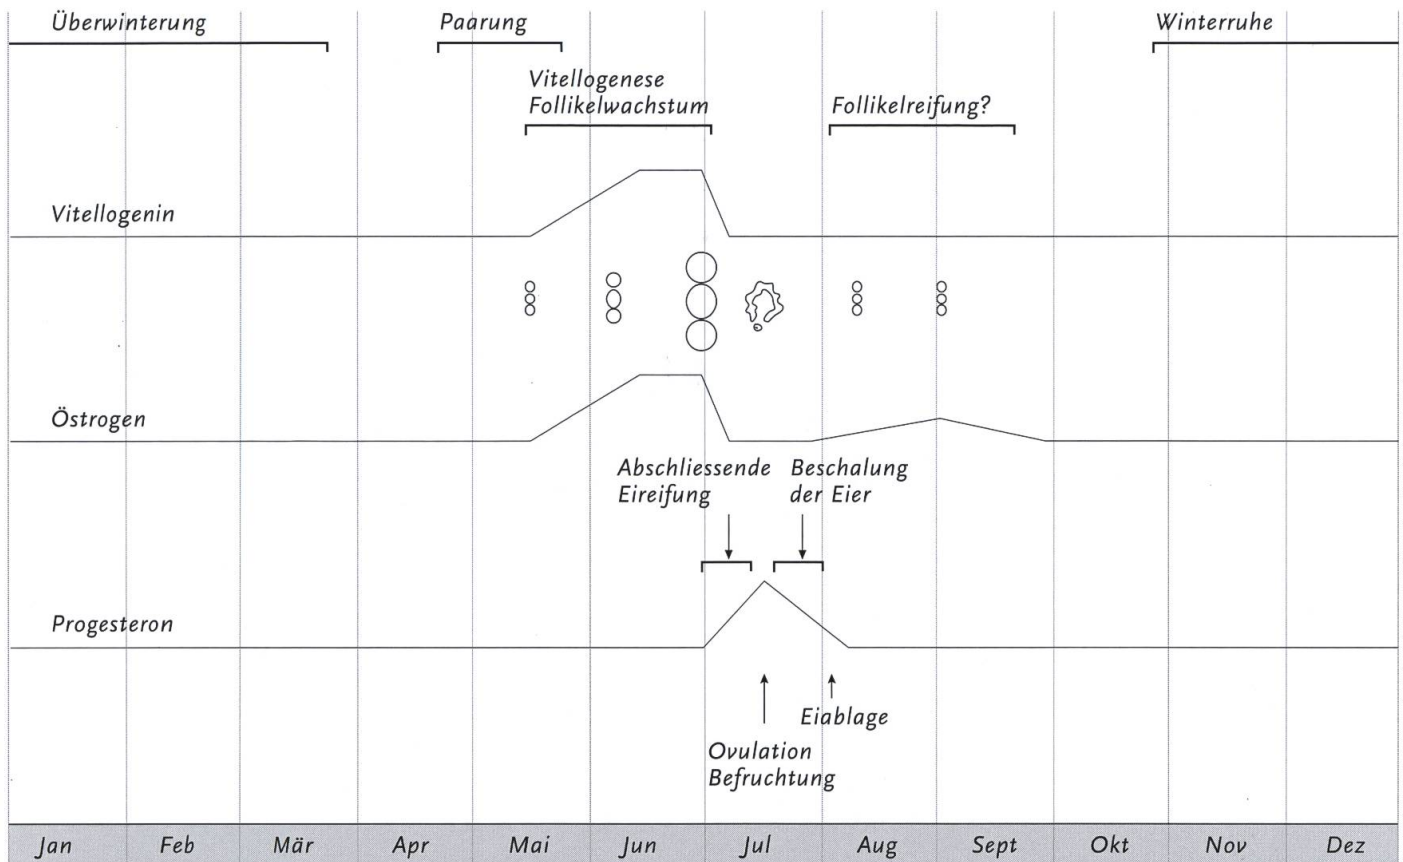 Überwinterung
Paarung
Winterruhe
Vitellogenese
Follikelwachstum
Follikelreifung?
Vitellogenin
Östrogen
Abschliessende
Eireifung
Beschalung
der Eier
Progesteron
Eiablage
Ovulation
Befruchtung
Jan Feb Mär Apr Mai Jun Jul Aug Sept Okt Nov Dez